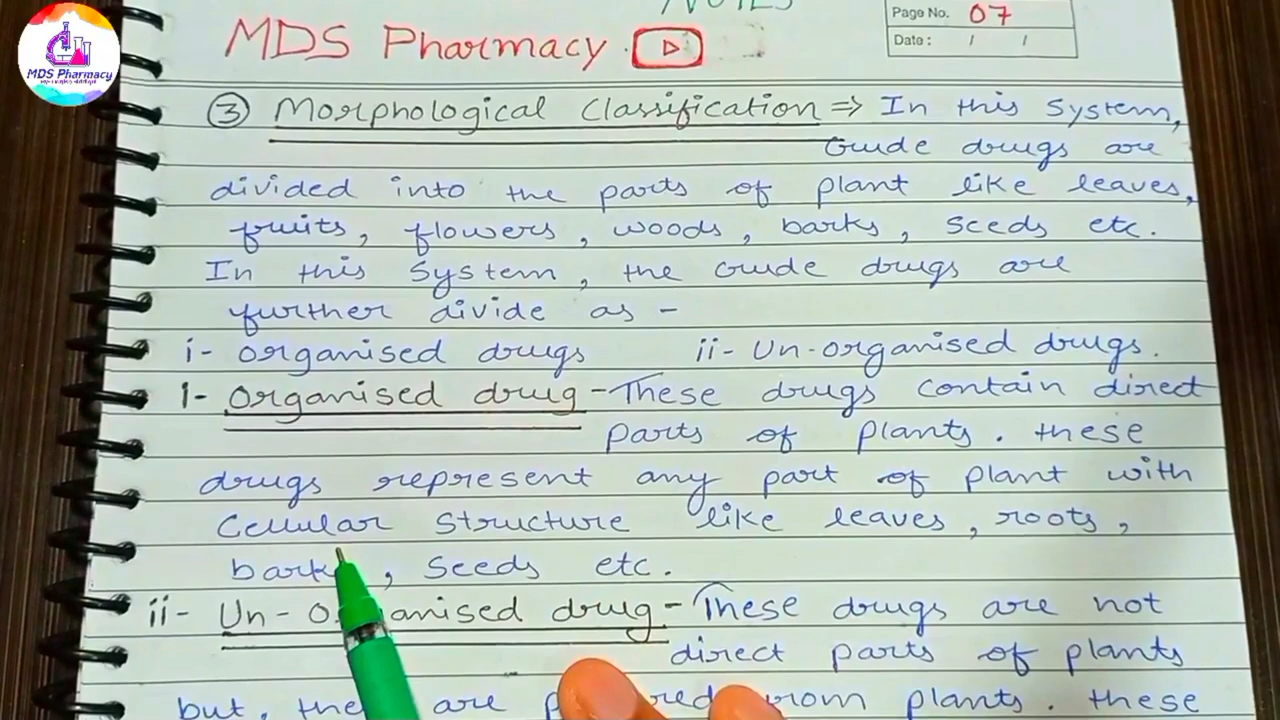 NOTES
MDS Pharmacy
Page No. 07
Date : / /
MDS Pharmacy
③ Morphological Classification ⇒ In this System,
Crude drugs are
divided into the parts of plant like leaves,
fruits, flowers, woods, barks, seeds etc.
In this system, the crude drugs are
further divide as -
i- organised drugs ii- Un-organised drugs.
i- Organised drug - These drugs contain direct
parts of plants. these
drugs represent any part of plant with
Cellular structure like leaves, roots,
bark, seeds etc.
ii- Un-Organised drug - These drugs are not
direct parts of plants
but, are from plants. these